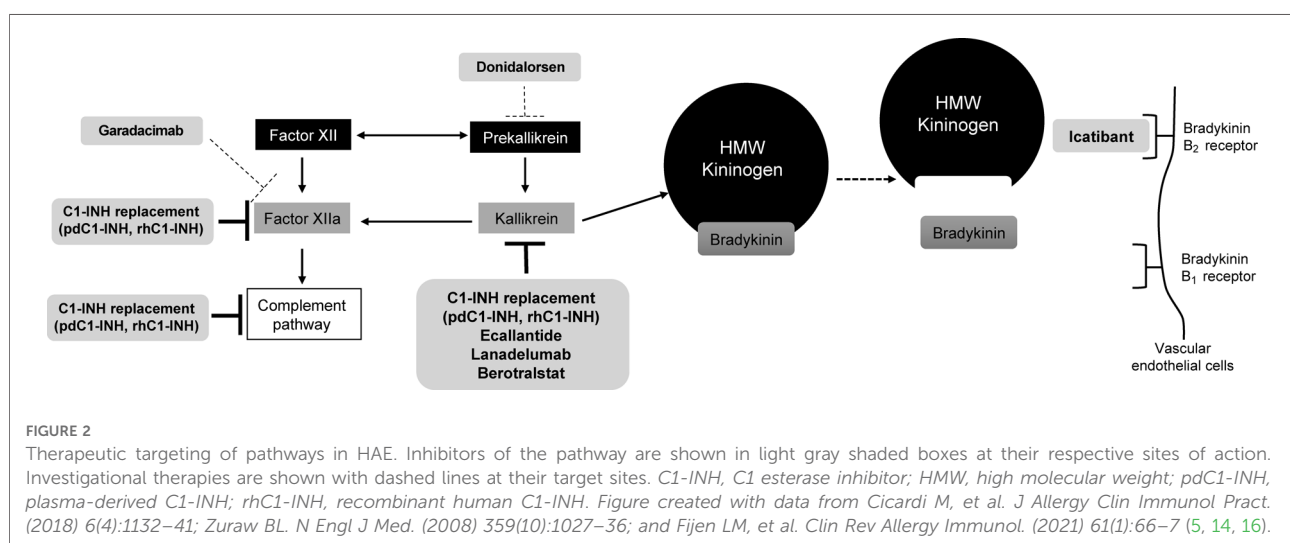 Donidalorsen
Garadacimab
Factor XII
Prekallikrein
HMW
Kininogen
HMW
Kininogen
Icatibant
Bradykinin
B2 receptor
C1-INH replacement
(pdC1-INH, rhC1-INH)
Factor XIIa
Kallikrein
Bradykinin
Bradykinin
Bradykinin
B1 receptor
C1-INH replacement
(pdC1-INH, rhC1-INH)
Complement
pathway
C1-INH replacement
(pdC1-INH, rhC1-INH)
Ecallantide
Lanadelumab
Berotralstat
Vascular
endothelial cells
FIGURE 2
Therapeutic targeting of pathways in HAE. Inhibitors of the pathway are shown in light gray shaded boxes at their respective sites of action.
Investigational therapies are shown with dashed lines at their target sites. C1-INH, C1 esterase inhibitor; HMW, high molecular weight; pdC1-INH,
plasma-derived C1-INH; rhC1-INH, recombinant human C1-INH. Figure created with data from Cicardi M, et al. J Allergy Clin Immunol Pract.
(2018) 6(4):1132–41; Zuraw BL. N Engl J Med. (2008) 359(10):1027–36; and Fijen LM, et al. Clin Rev Allergy Immunol. (2021) 61(1):66–7 (5, 14, 16).